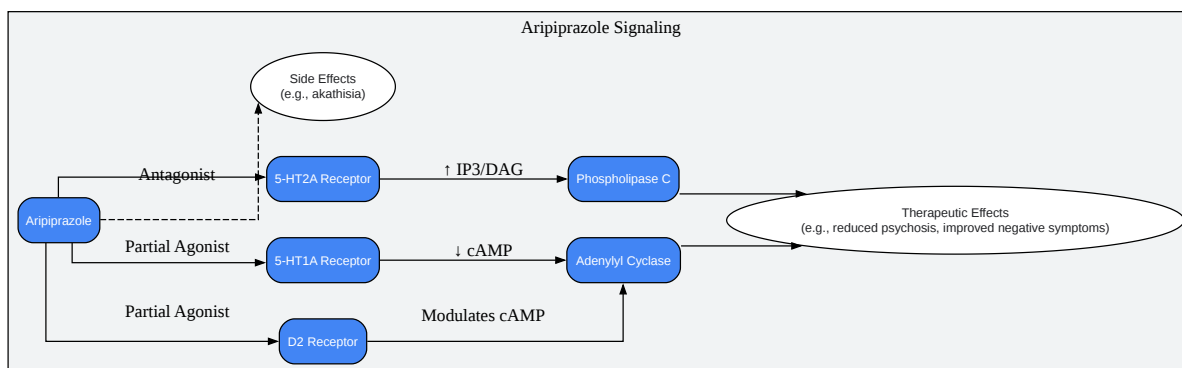 Aripiprazole Signaling
Side Effects
(e.g., akathisia)
Antagonist
5-HT2A Receptor
↑ IP3/DAG
Phospholipase C
Aripiprazole
Therapeutic Effects
(e.g., reduced psychosis, improved negative symptoms)
Partial Agonist
5-HT1A Receptor
↓ cAMP
Adenylyl Cyclase
Partial Agonist
Modulates cAMP
D2 Receptor